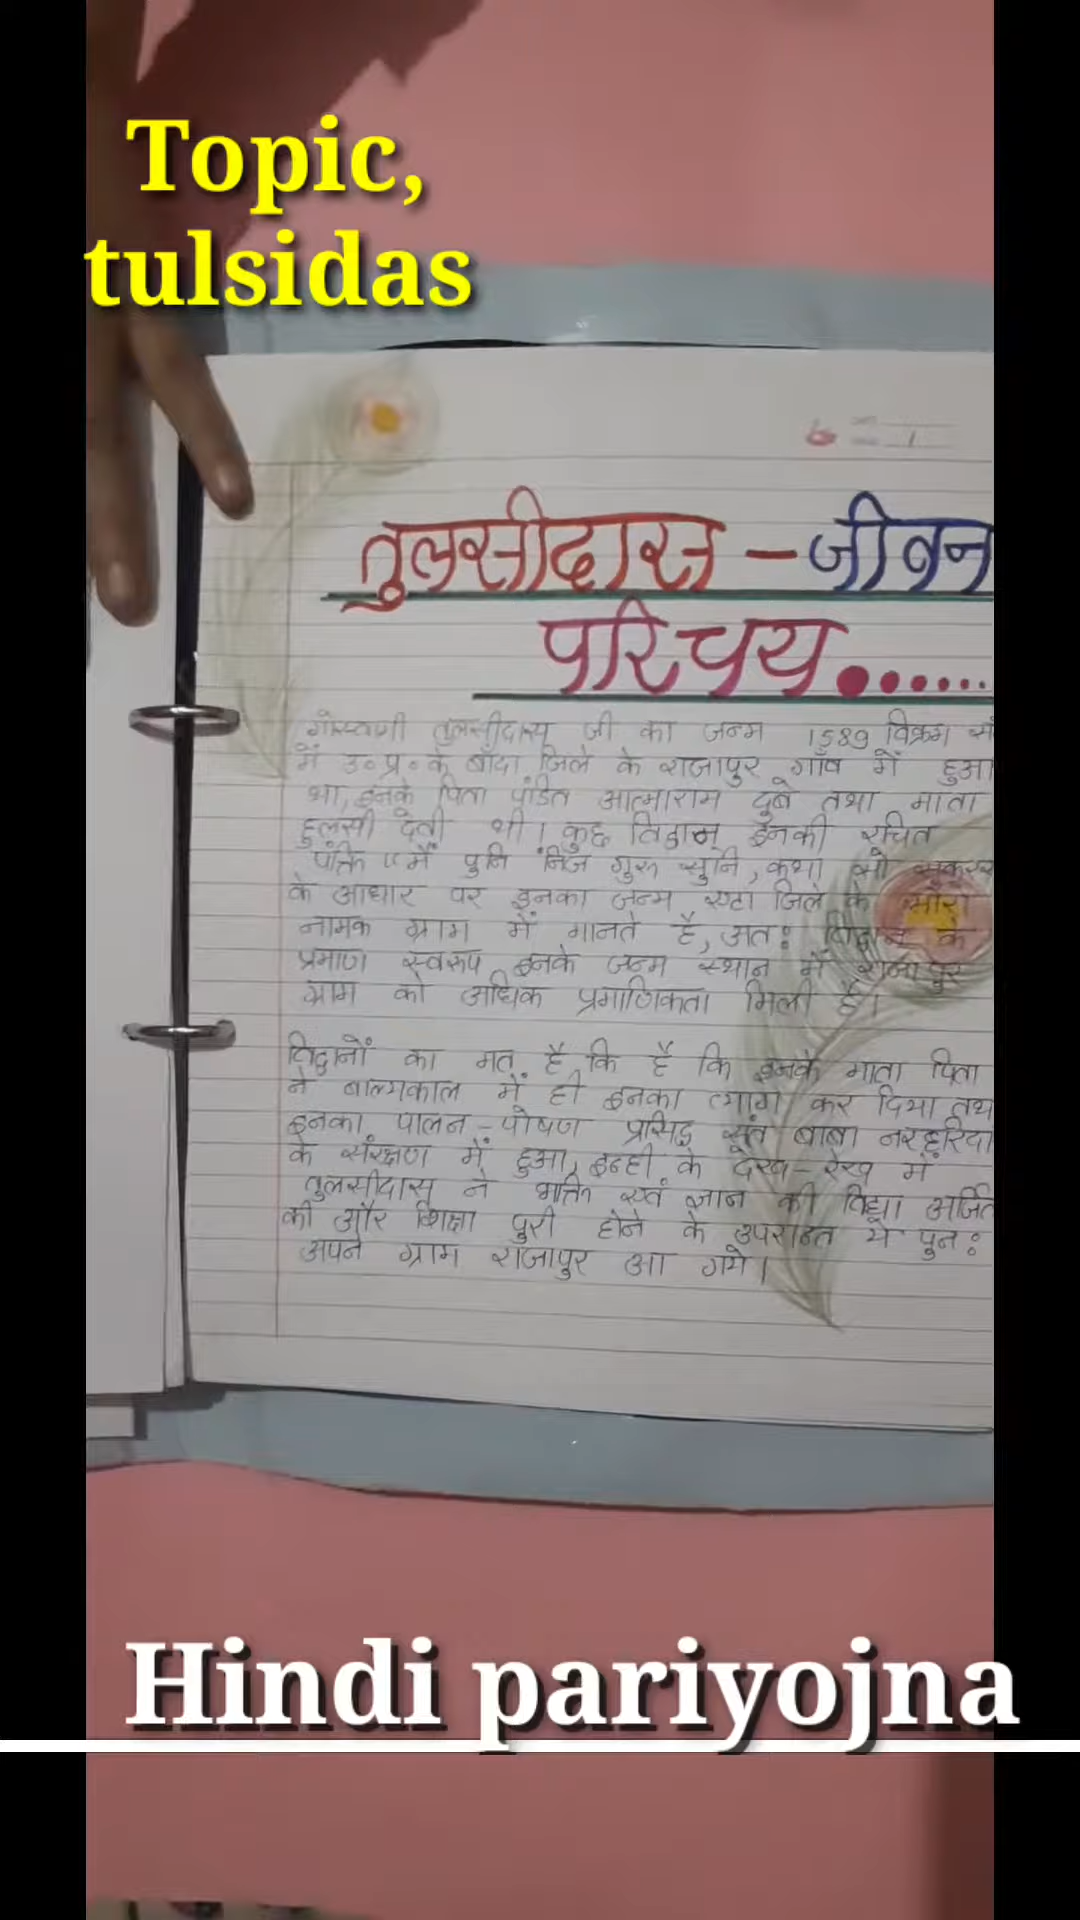 Topic,
tulsidas
1
तुलसीदास - जीवन
परिचय......
गोस्वामी तुलसीदास जी का जन्म 1589 विक्रम
में उ०प्र० के बाँदा जिले के राजापुर गाँव में हुआ
था, इनके पिता पंडित आत्माराम दुबे तथा माता
हुलसी देवी थी। कुछ विद्वान् इनकी रचित
पंक्ति "मैं पुनि निज गुरु सुनि, कथा सो सूकर
के आधार पर इनका जन्म एटा जिले के सोरो
नामक ग्राम में मानते है, अतः विद्वान के
प्रमाण स्वरूप इनके जन्म स्थान में राजापुर
ग्राम को अधिक प्रमाणिकता मिली है।
विद्वानों का मत है कि है कि इनके माता पिता
ने बाल्यकाल में ही इनका त्याग कर दिया तथ
इनका पालन-पोषण प्रसिद्ध संत बाबा नरहरिदा
के संरक्षण में हुआ, इन्ही के देख-रेख में
तुलसीदास ने भक्ति एवं ज्ञान की विद्या अर्जित
की और शिक्षा पुरी होने के उपरान्त ये पुनः
अपने ग्राम राजापुर आ गये।
Hindi pariyojna